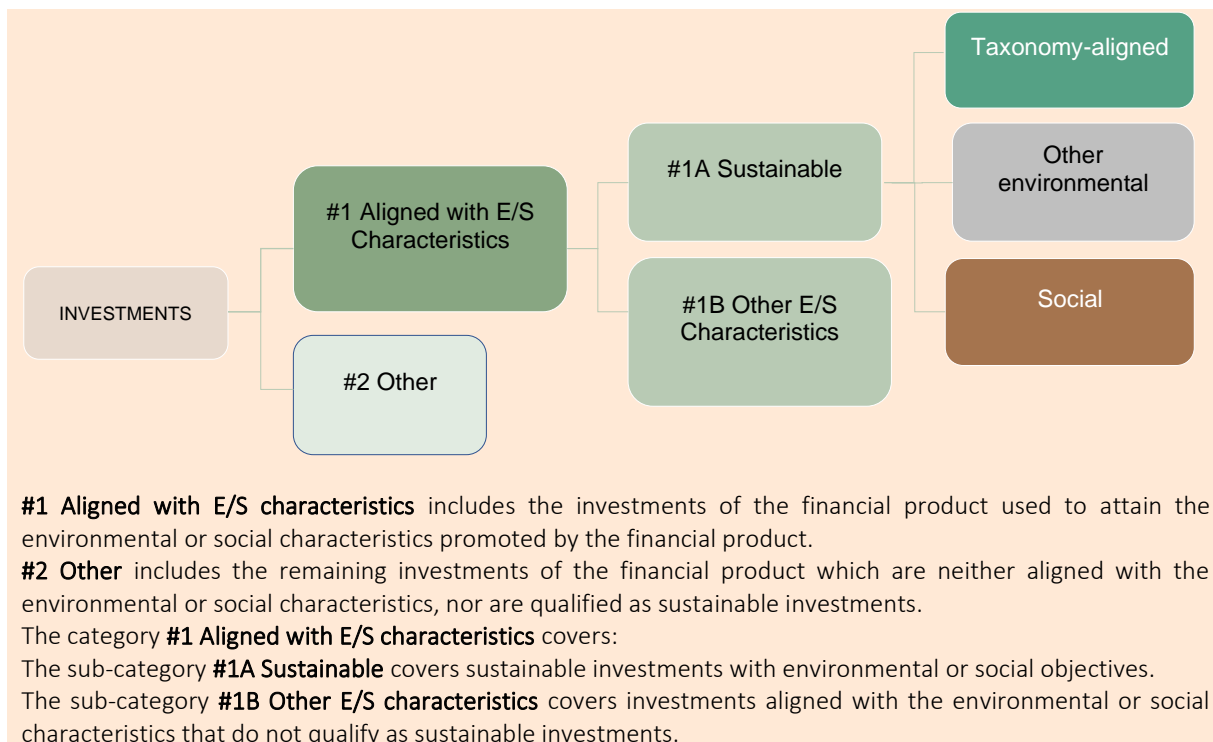 Taxonomy-aligned
Other
environmental
#1A Sustainable
#1 Aligned with E/S
Characteristics
Social
#1B Other E/S
Characteristics
INVESTMENTS
#2 Other
#1 Aligned with E/S characteristics includes the investments of the financial product used to attain the
environmental or social characteristics promoted by the financial product.
#2 Other includes the remaining investments of the financial product which are neither aligned with the
environmental or social characteristics, nor are qualified as sustainable investments.
The category #1 Aligned with E/S characteristics covers:
The sub-category #1A Sustainable covers sustainable investments with environmental or social objectives.
The sub-category #1B Other E/S characteristics covers investments aligned with the environmental or social
characteristics that do not qualify as sustainable investments.